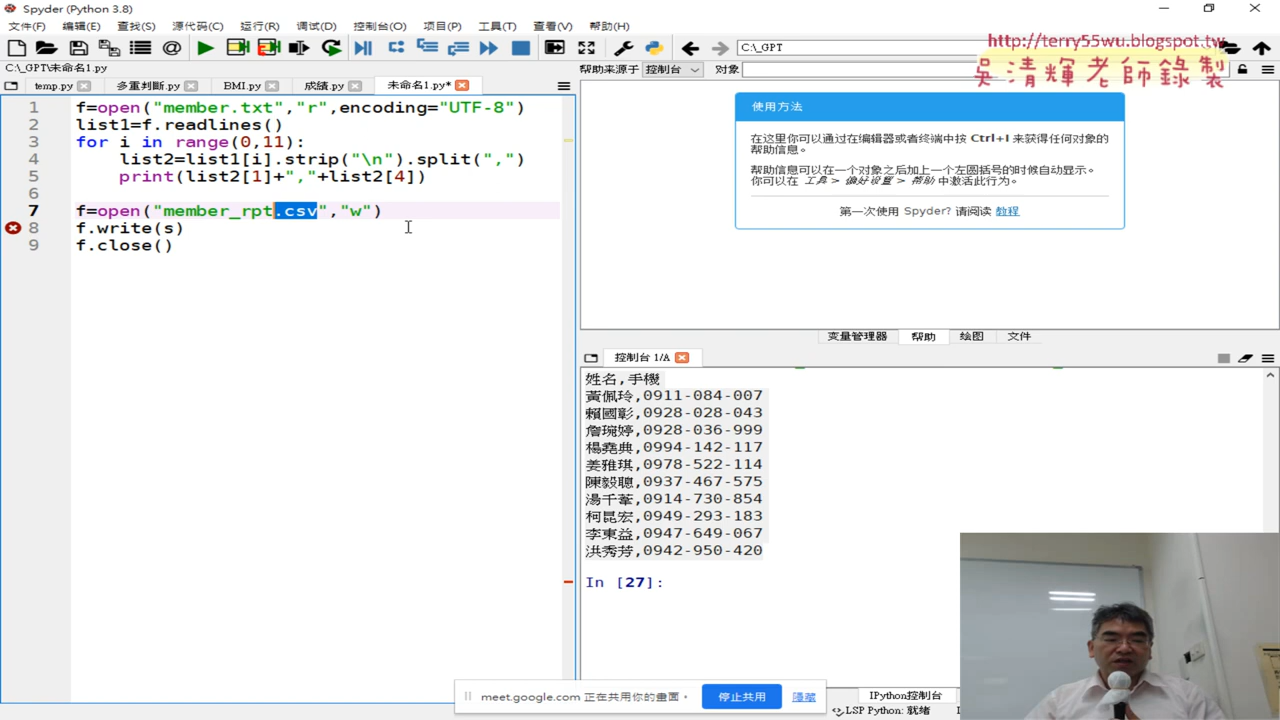 Spyder (Python 3.8)
文件(F) 编辑(E) 查找(S) 源代码(C) 运行(R) 调试(D) 控制台(O) 项目(P) 工具(T) 查看(V) 帮助(H)
C:\_GPT
http://terry55wu.blogspot.tw
吳清輝老師錄製
C:\_GPT\未命名1.py
帮助来源于 控制台 对象
temp.py 多重判斷.py BMI.py 成績.py 未命名1.py*
1 f=open("member.txt","r",encoding="UTF-8")
2 list1=f.readlines()
3 for i in range(0,11):
4 list2=list1[i].strip("\n").split(",")
5 print(list2[1]+","+list2[4])
6
7 f=open("member_rpt.csv","w")
8 f.write(s)
9 f.close()
使用方法
在这里你可以通过在编辑器或者终端中按 Ctrl+I 来获得任何对象的
帮助信息。
帮助信息可以在一个对象之后加上一个左圆括号的时候自动显示。
你可以在 工具 > 偏好设置 > 帮助 中激活此行为。
第一次使用 Spyder? 请阅读 教程
变量管理器 帮助 绘图 文件
控制台 1/A
姓名,手機
黃佩玲,0911-084-007
賴國彰,0928-028-043
詹琬婷,0928-036-999
楊堯典,0994-142-117
姜雅琪,0978-522-114
陳毅聰,0937-467-575
湯千葦,0914-730-854
柯昆宏,0949-293-183
李東益,0947-649-067
洪秀芳,0942-950-420
In [27]:
meet.google.com 正在共用你的畫面。 停止共用 隱藏
IPython控制台
LSP Python: 就绪